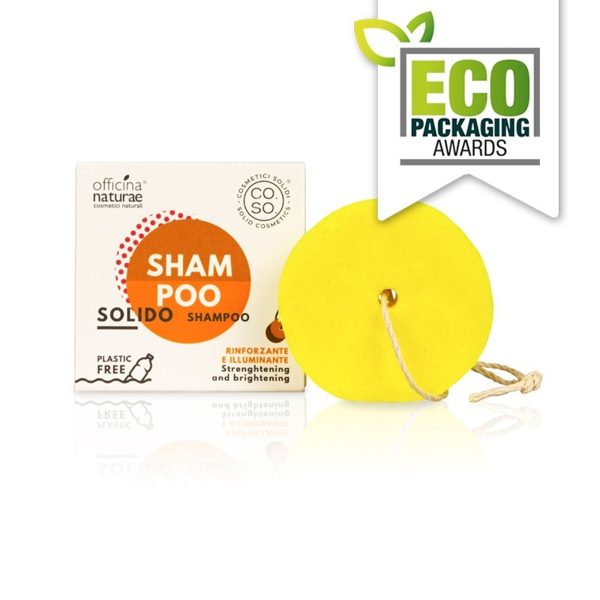 ECO
PACKAGING
AWARDS
officina®
naturae
cosmetici naturali
COSMETICI SOLIDI
SOLID COSMETICS
CO
SO
SHAM
POO
SOLIDO SHAMPOO
PLASTIC
FREE
RINFORZANTE
E ILLUMINANTE
Strenghtening
and brightening